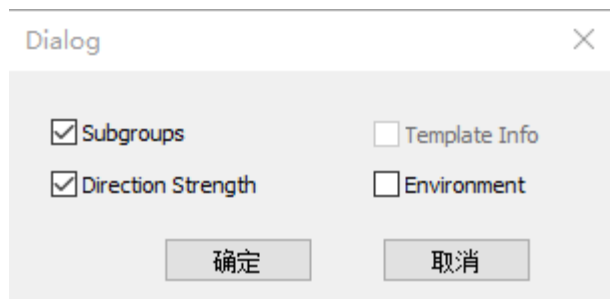 Dialog
Subgroups Template Info
Direction Strength Environment
确定 取消